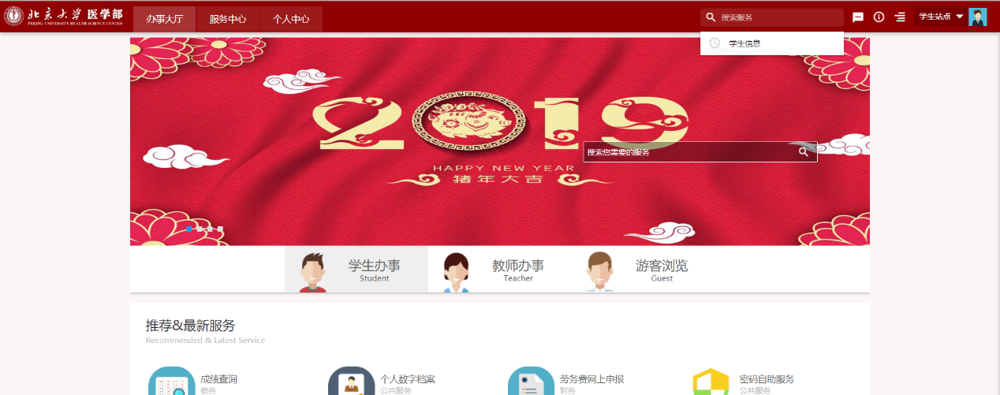 北京大学 医学部
PEKING UNIVERSITY HEALTH SCIENCE CENTER
办事大厅
服务中心
个人中心
搜索服务
学生站点
学生信息
2019
搜索您需要的服务
HAPPY NEW YEAR
猪年大吉
学生办事
Student
教师办事
Teacher
游客浏览
Guest
推荐&最新服务
Recommended & Latest Service
成绩查询
教务
个人数字档案
公共服务
劳务费网上申报
财务
密码自助服务
公共服务